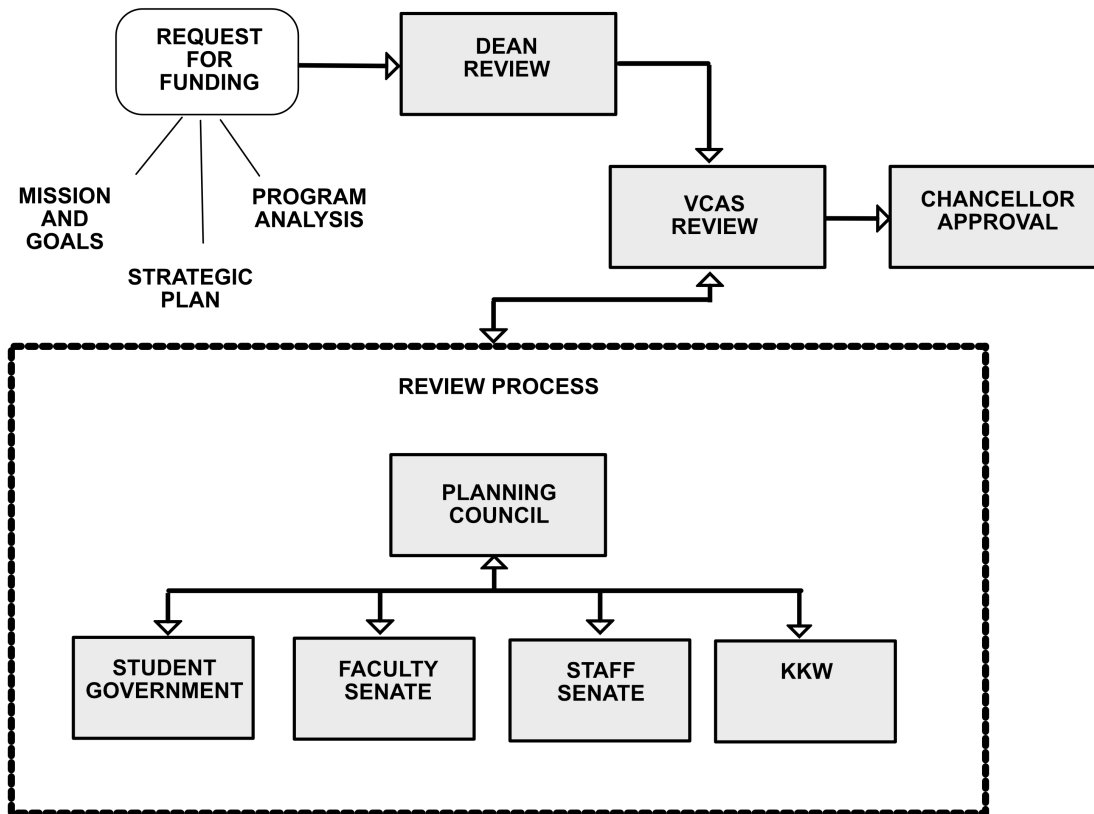 REQUEST
FOR
FUNDING
DEAN
REVIEW
MISSION
AND
GOALS
PROGRAM
ANALYSIS
STRATEGIC
PLAN
VCAS
REVIEW
CHANCELLOR
APPROVAL
REVIEW PROCESS
PLANNING
COUNCIL
STUDENT
GOVERNMENT
FACULTY
SENATE
STAFF
SENATE
KKW